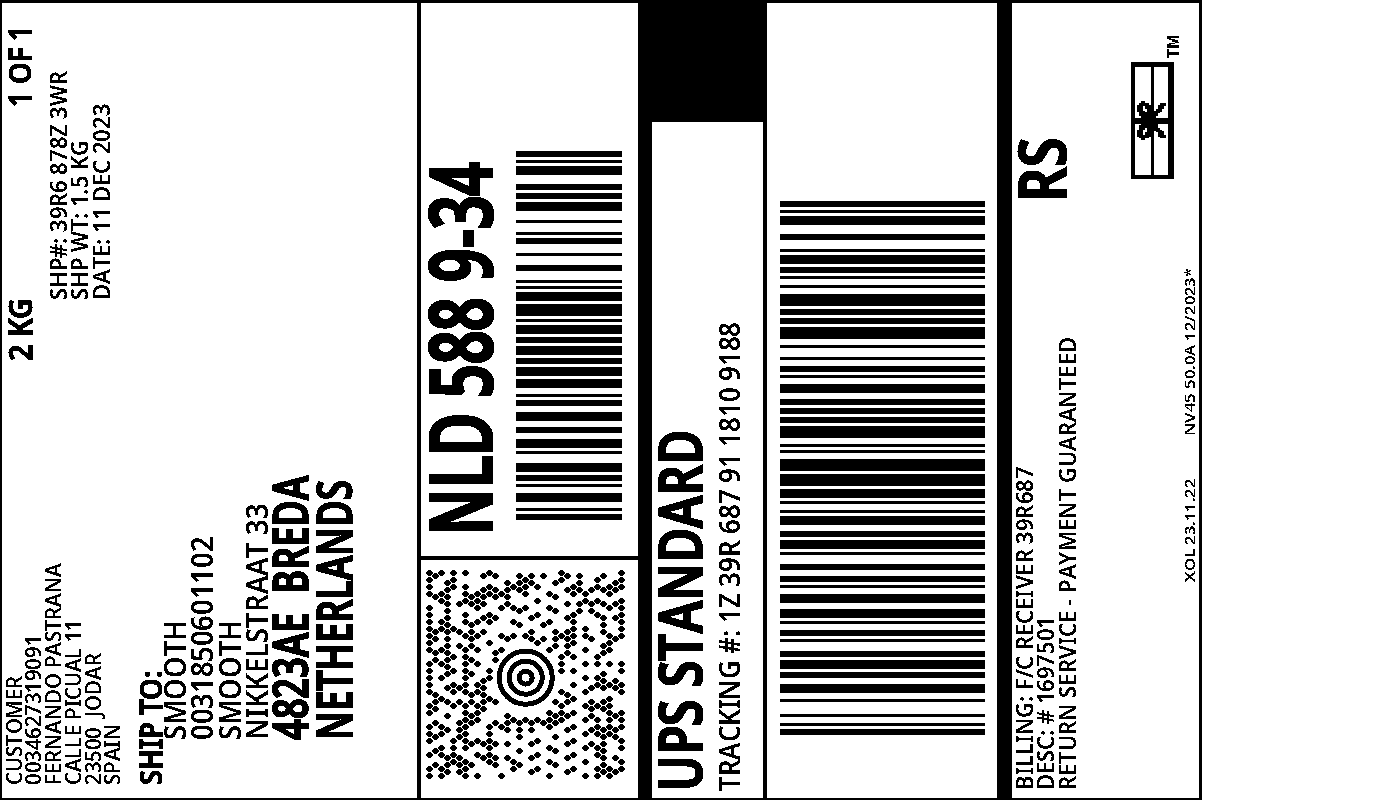 CUSTOMER
0034627319091
FERNANDO PASTRANA
CALLE PICUAL 11
23500 JODAR
SPAIN
2 KG
1 OF 1
SHP#: 39R6 878Z 3WR
SHP WT: 1.5 KG
DATE: 11 DEC 2023
SHIP TO:
SMOOTH
0031850601102
SMOOTH
NIKKELSTRAAT 33
4823AE BREDA
NETHERLANDS
NLD 588 9-34
UPS STANDARD
TRACKING #: 1Z 39R 687 91 1810 9188
BILLING: F/C RECEIVER 39R687
DESC: # 1697501
RETURN SERVICE - PAYMENT GUARANTEED
RS
TM
XOL 23.11.22 NV45 50.0A 12/2023*